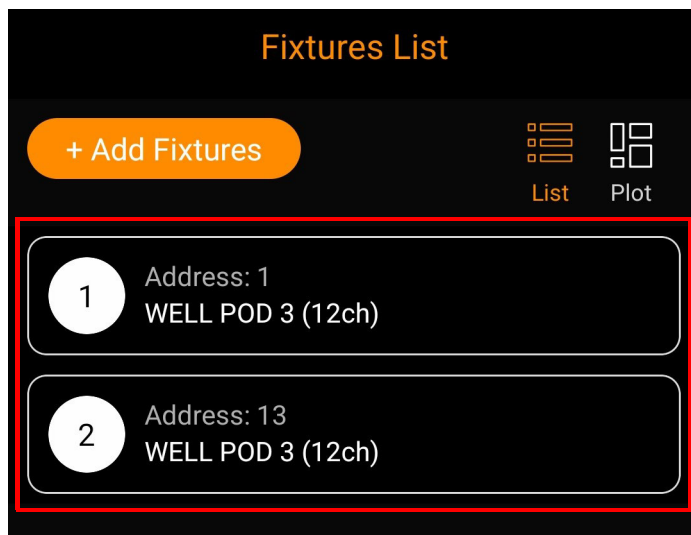 Fixtures List
+ Add Fixtures
List
Plot
1
Address: 1
WELL POD 3 (12ch)
2
Address: 13
WELL POD 3 (12ch)